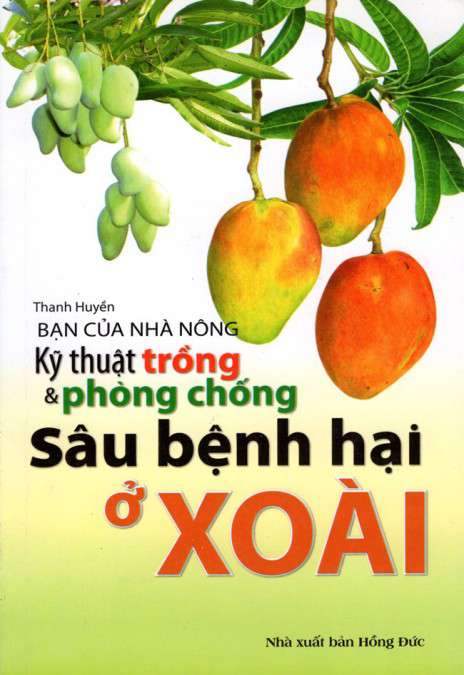 Thanh Huyền
BẠN CỦA NHÀ NÔNG
Kỹ thuật trồng
& phòng chống
sâu bệnh hại
ở XOÀI
Nhà xuất bản Hồng Đức